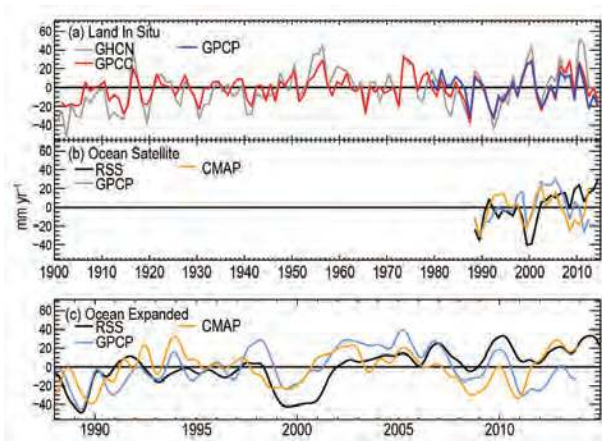 60
(a) Land In Situ
40
GHCN GPCP
20
GPCC
0
−20
−40
60
(b) Ocean Satellite
40
RSS CMAP
20
GPCP
0
−20
−40
mm yr⁻¹
1900 1910 1920 1930 1940 1950 1960 1970 1980 1990 2000 2010
60
(c) Ocean Expanded
40
RSS CMAP
20
GPCP
0
−20
−40
1990 1995 2000 2005 2010